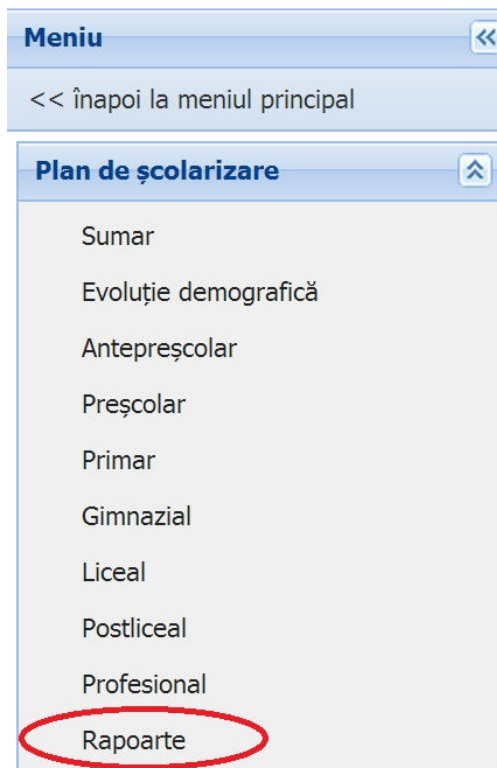 Meniu
<< înapoi la meniul principal
Plan de școlarizare
Sumar
Evoluție demografică
Antepreșcolar
Preșcolar
Primar
Gimnazial
Liceal
Postliceal
Profesional
Rapoarte